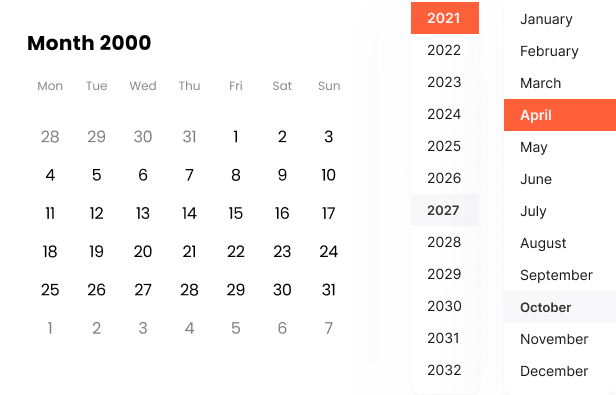 Month 2000
Mon Tue Wed Thu Fri Sat Sun
28 29 30 31 1 2 3
4 5 6 7 8 9 10
11 12 13 14 15 16 17
18 19 20 21 22 23 24
25 26 27 28 29 30 31
1 2 3 4 5 6 7
2021
2022
2023
2024
2025
2026
2027
2028
2029
2030
2031
2032
January
February
March
April
May
June
July
August
September
October
November
December